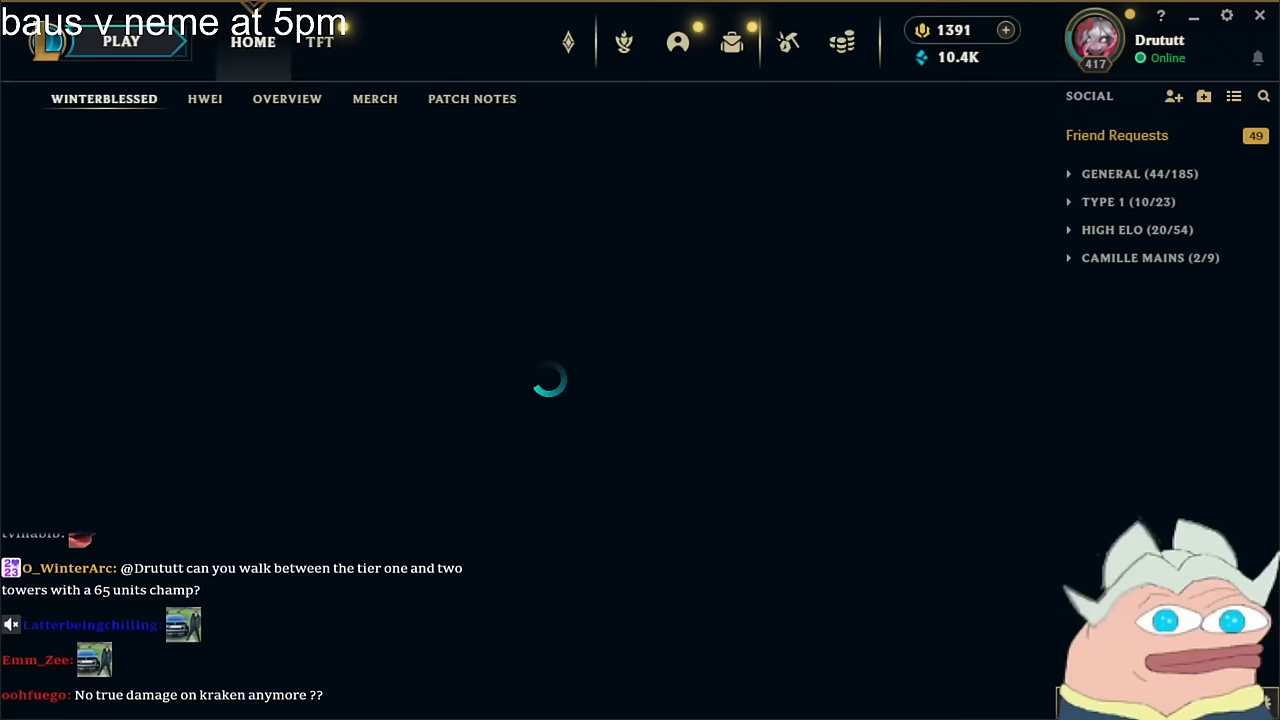 baus v neme at 5pm
PLAY
HOME
TFT
1391
10.4K
417
Drututt
Online
?
WINTERBLESSED
HWEI
OVERVIEW
MERCH
PATCH NOTES
SOCIAL
Friend Requests
49
GENERAL (44/185)
TYPE 1 (10/23)
HIGH ELO (20/54)
CAMILLE MAINS (2/9)
O_WinterArc: @Drututt can you walk between the tier one and two
towers with a 65 units champ?
Latterbeingchilling
Emm_Zee:
oohfuego: No true damage on kraken anymore ??